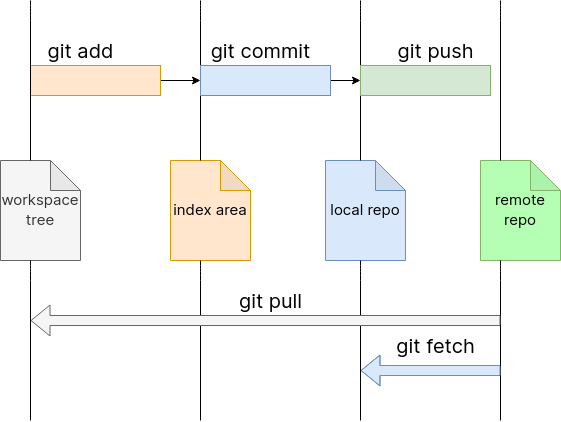 git add
git commit
git push
workspace
tree
index area
local repo
remote
repo
git pull
git fetch